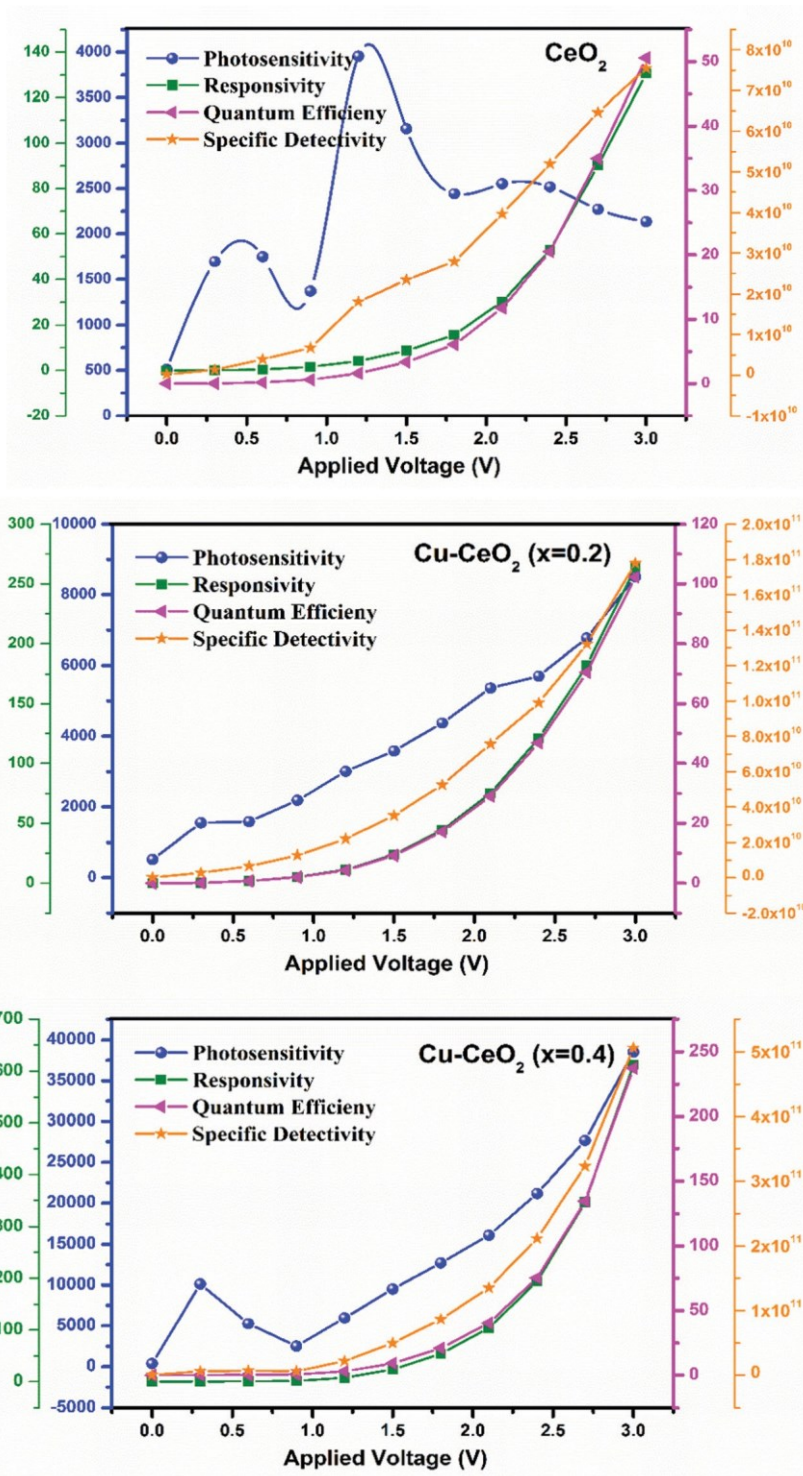 CeO2
Photosensitivity
Responsivity
Quantum Efficieny
Specific Detectivity
140
120
100
80
60
40
20
0
-20
4000
3500
3000
2500
2000
1500
1000
500
0
50
40
30
20
10
0
8x10^10
7x10^10
6x10^10
5x10^10
4x10^10
3x10^10
2x10^10
1x10^10
0
-1x10^10
0.0 0.5 1.0 1.5 2.0 2.5 3.0
Applied Voltage (V)
Cu-CeO2 (x=0.2)
Photosensitivity
Responsivity
Quantum Efficieny
Specific Detectivity
300
250
200
150
100
50
0
10000
8000
6000
4000
2000
0
120
100
80
60
40
20
0
2.0x10^11
1.8x10^11
1.6x10^11
1.4x10^11
1.2x10^11
1.0x10^11
8.0x10^10
6.0x10^10
4.0x10^10
2.0x10^10
0.0
-2.0x10^10
0.0 0.5 1.0 1.5 2.0 2.5 3.0
Applied Voltage (V)
Cu-CeO2 (x=0.4)
Photosensitivity
Responsivity
Quantum Efficieny
Specific Detectivity
700
600
500
400
300
200
100
0
40000
35000
30000
25000
20000
15000
10000
5000
0
-5000
250
200
150
100
50
0
5x10^11
4x10^11
3x10^11
2x10^11
1x10^11
0
0.0 0.5 1.0 1.5 2.0 2.5 3.0
Applied Voltage (V)